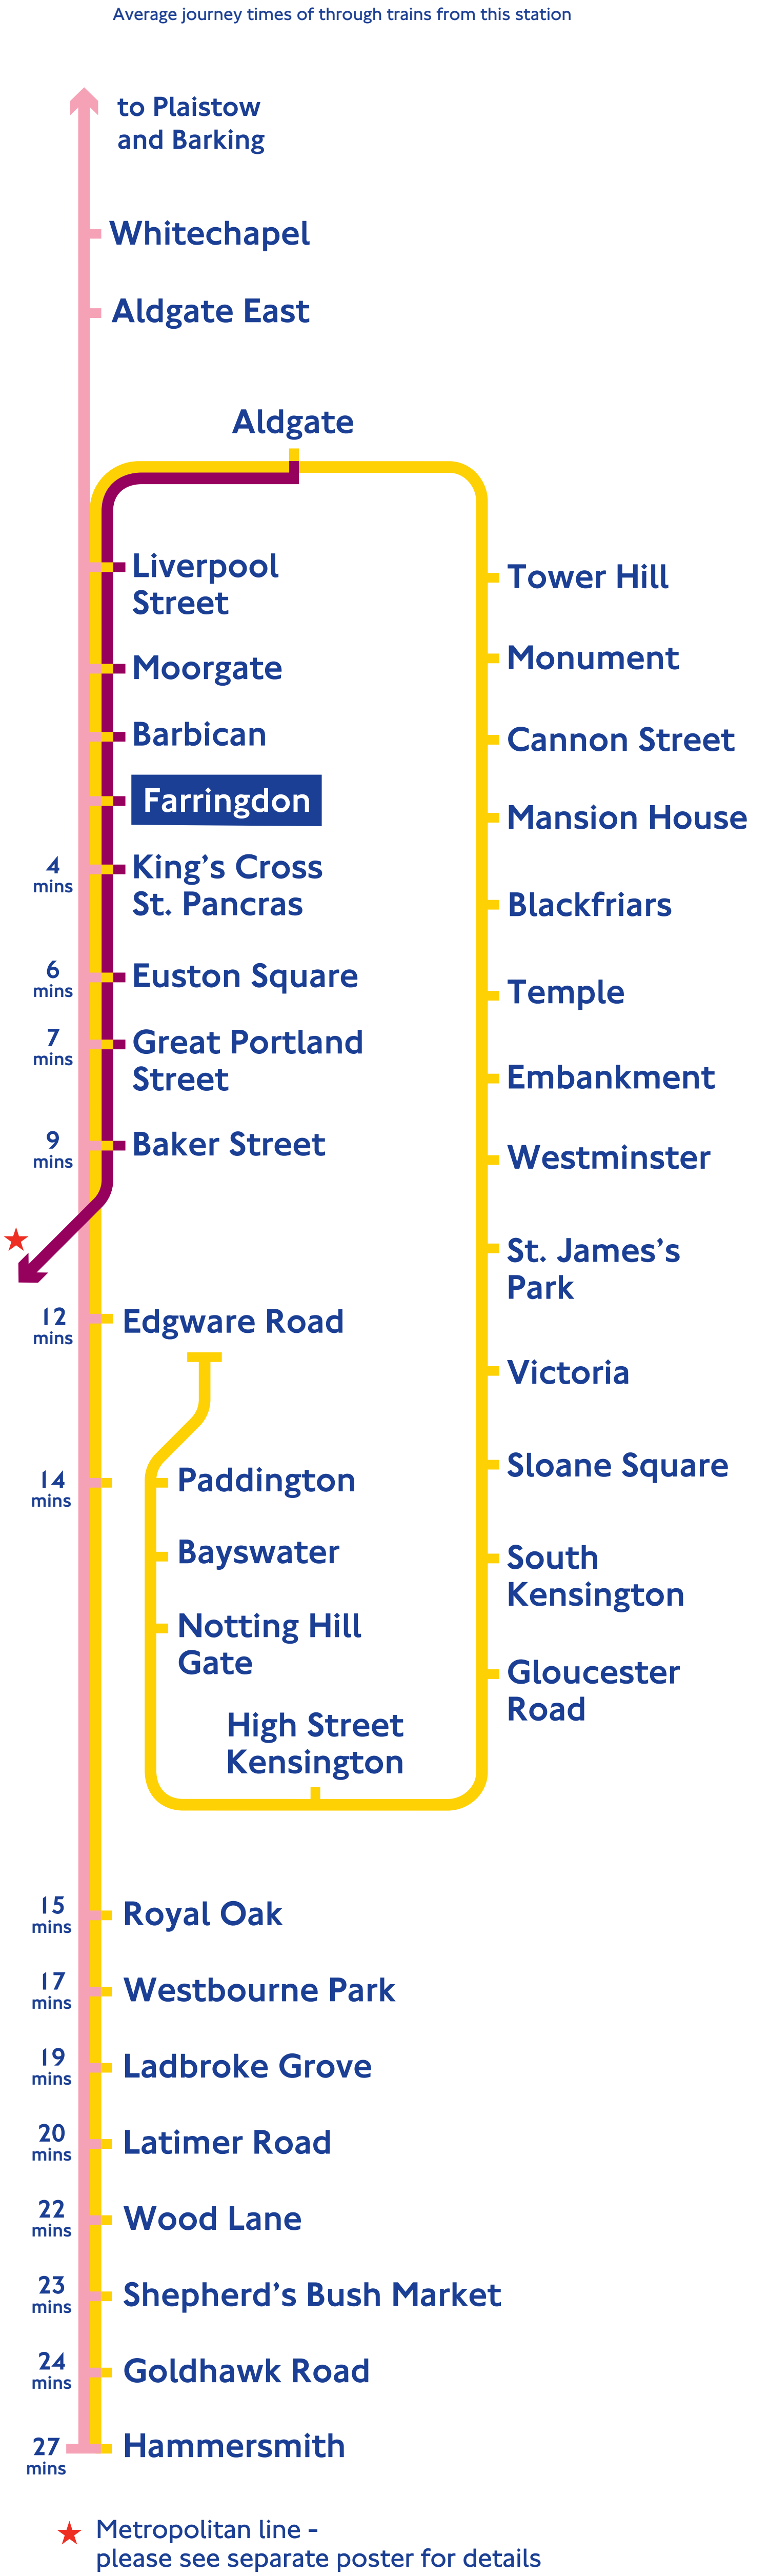 Average journey times of through trains from this station
to Plaistow
and Barking
Whitechapel
Aldgate East
Aldgate
Liverpool
Street
Moorgate
Barbican
Farringdon
4
mins
King's Cross
St. Pancras
6
mins
Euston Square
7
mins
Great Portland
Street
9
mins
Baker Street
12
mins
Edgware Road
14
mins
Paddington
Bayswater
Notting Hill
Gate
High Street
Kensington
Tower Hill
Monument
Cannon Street
Mansion House
Blackfriars
Temple
Embankment
Westminster
St. James's
Park
Victoria
Sloane Square
South
Kensington
Gloucester
Road
15
mins
Royal Oak
17
mins
Westbourne Park
19
mins
Ladbroke Grove
20
mins
Latimer Road
22
mins
Wood Lane
23
mins
Shepherd's Bush Market
24
mins
Goldhawk Road
27
mins
Hammersmith
Metropolitan line -
please see separate poster for details